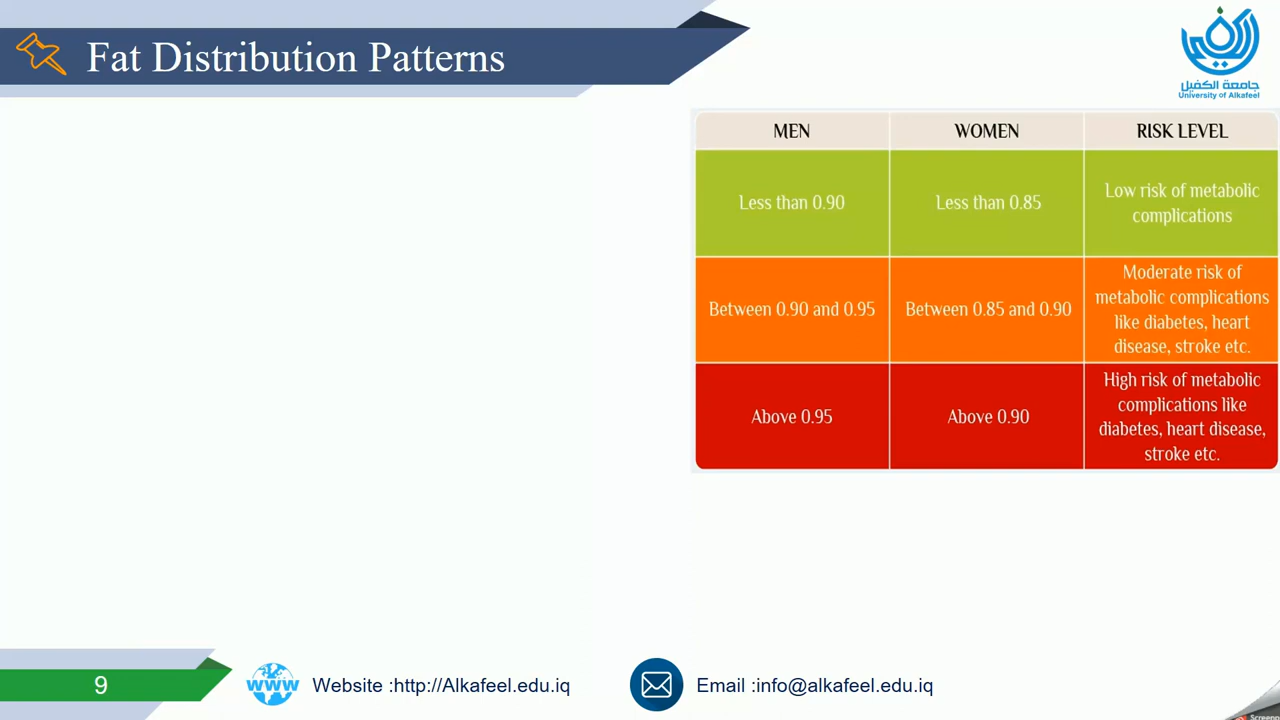 Fat Distribution Patterns
جامعة الكفيل
University of Alkafeel
MEN
WOMEN
RISK LEVEL
Less than 0.90
Less than 0.85
Low risk of metabolic
complications
Between 0.90 and 0.95
Between 0.85 and 0.90
Moderate risk of
metabolic complications
like diabetes, heart
disease, stroke etc.
Above 0.95
Above 0.90
High risk of metabolic
complications like
diabetes, heart disease,
stroke etc.
9
www
Website :http://Alkafeel.edu.iq
Email :info@alkafeel.edu.iq